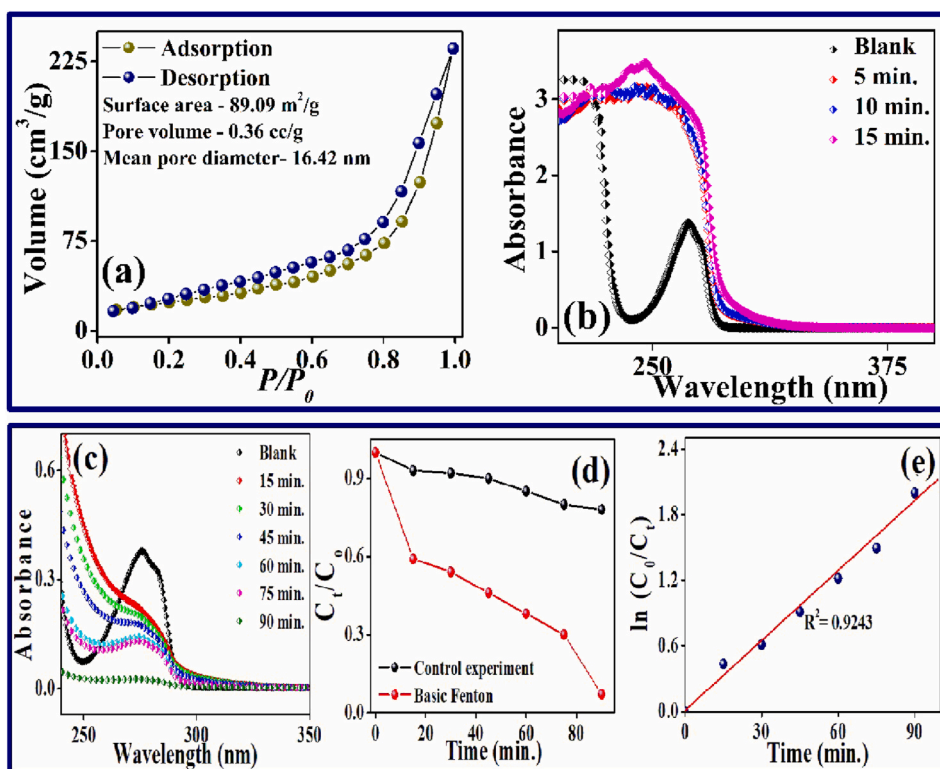 225
150
75
0
Volume (cm³/g)
Adsorption
Desorption
Surface area - 89.09 m²/g
Pore volume - 0.36 cc/g
Mean pore diameter- 16.42 nm
(a)
0.0 0.2 0.4 0.6 0.8 1.0
P/P₀
3
2
1
0
Absorbance
Blank
5 min.
10 min.
15 min.
(b)
250 375
Wavelength (nm)
0.6
0.3
0.0
Absorbance
(c)
Blank
15 min.
30 min.
45 min.
60 min.
75 min.
90 min.
250 300 350
Wavelength (nm)
0.9
0.6
0.3
0.0
Cₜ/C₀
(d)
Control experiment
Basic Fenton
0 30 60 90
Time (min.)
2.4
1.8
1.2
0.6
0.0
ln (C₀/Cₜ)
(e)
R²= 0.9243
0 30 60 90
Time (min.)